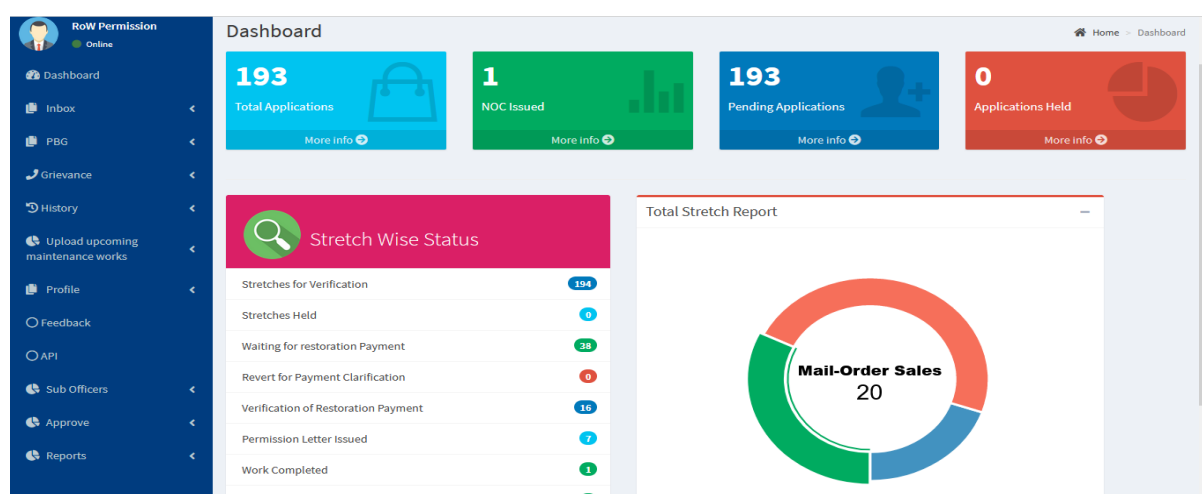 RoW Permission
Online
Dashboard
Inbox
PBG
Grievance
History
Upload upcoming
maintenance works
Profile
Feedback
API
Sub Officers
Approve
Reports
Dashboard
Home > Dashboard
193
Total Applications
More info
1
NOC Issued
More info
193
Pending Applications
More info
0
Applications Held
More info
Stretch Wise Status
Stretches for Verification 194
Stretches Held 0
Waiting for restoration Payment 38
Revert for Payment Clarification 0
Verification of Restoration Payment 16
Permission Letter Issued 7
Work Completed 1
Total Stretch Report
Mail-Order Sales
20